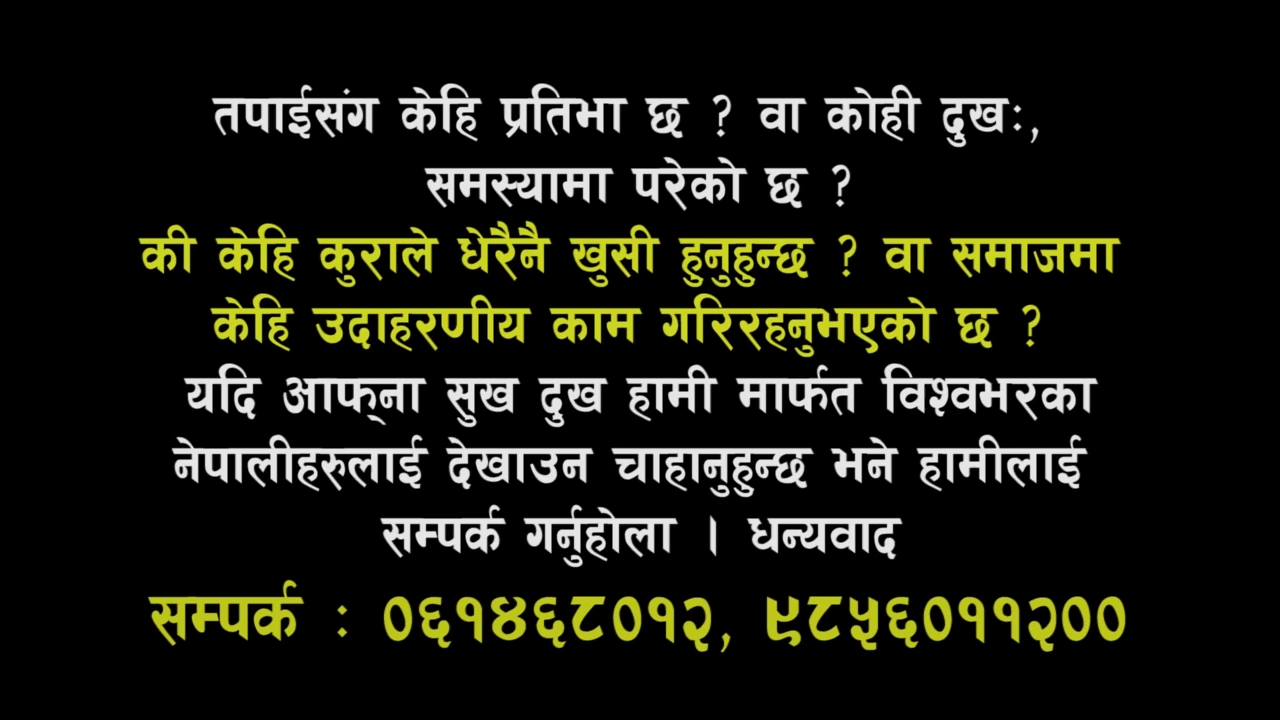 तपाईसंग केहि प्रतिभा छ ? वा कोही दुखः,
समस्यामा परेको छ ?
की केहि कुराले धेरैनै खुसी हुनुहुन्छ ? वा समाजमा
केहि उदाहरणीय काम गरिरहनुभएको छ ?
यदि आफ्‌ना सुख दुख हामी मार्फत विश्वभरका
नेपालीहरुलाई देखाउन चाहानुहुन्छ भने हामीलाई
सम्पर्क गर्नुहोला । धन्यवाद
सम्पर्क : ०६१४६८०१२, ९८५६०११२००